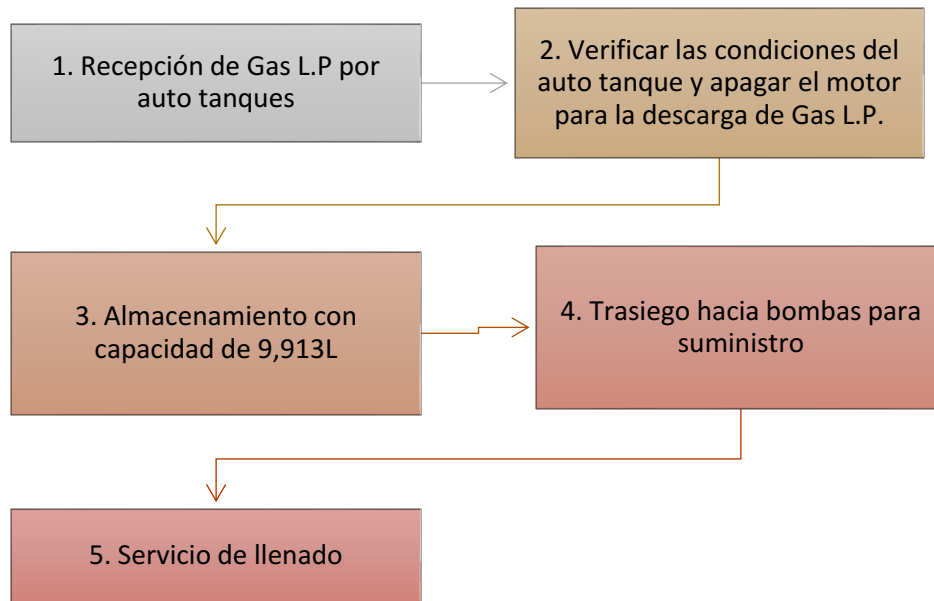 1. Recepción de Gas L.P por
auto tanques
2. Verificar las condiciones del
auto tanque y apagar el motor
para la descarga de Gas L.P.
3. Almacenamiento con
capacidad de 9,913L
4. Trasiego hacia bombas para
suministro
5. Servicio de llenado